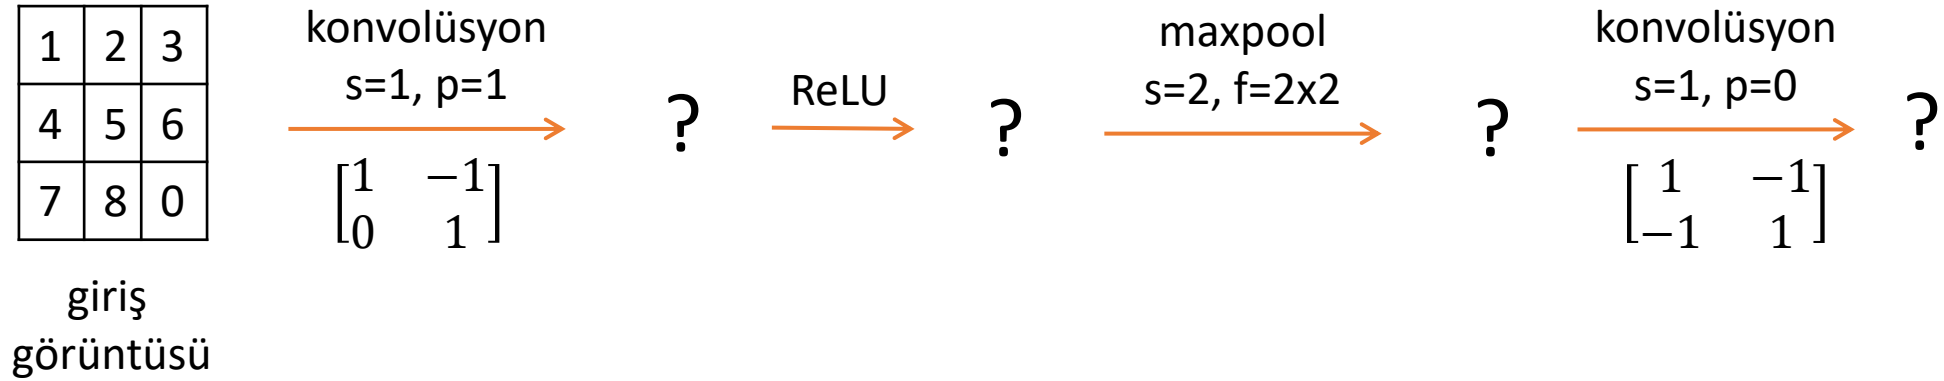 1 2 3
4 5 6
7 8 0
giriş
görüntüsü
konvolüsyon
s=1, p=1
1 −1
0 1
?
ReLU
?
maxpool
s=2, f=2x2
?
konvolüsyon
s=1, p=0
1 −1
−1 1
?